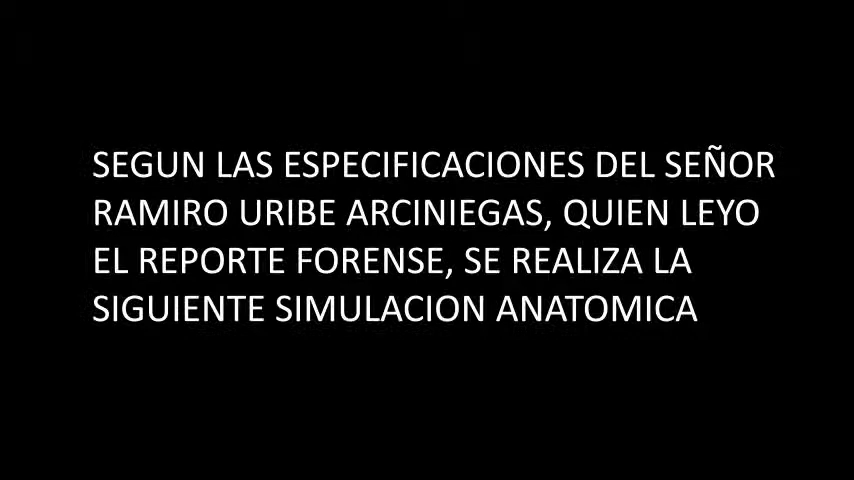 SEGUN LAS ESPECIFICACIONES DEL SEÑOR
RAMIRO URIBE ARCINIEGAS, QUIEN LEYO
EL REPORTE FORENSE, SE REALIZA LA
SIGUIENTE SIMULACION ANATOMICA